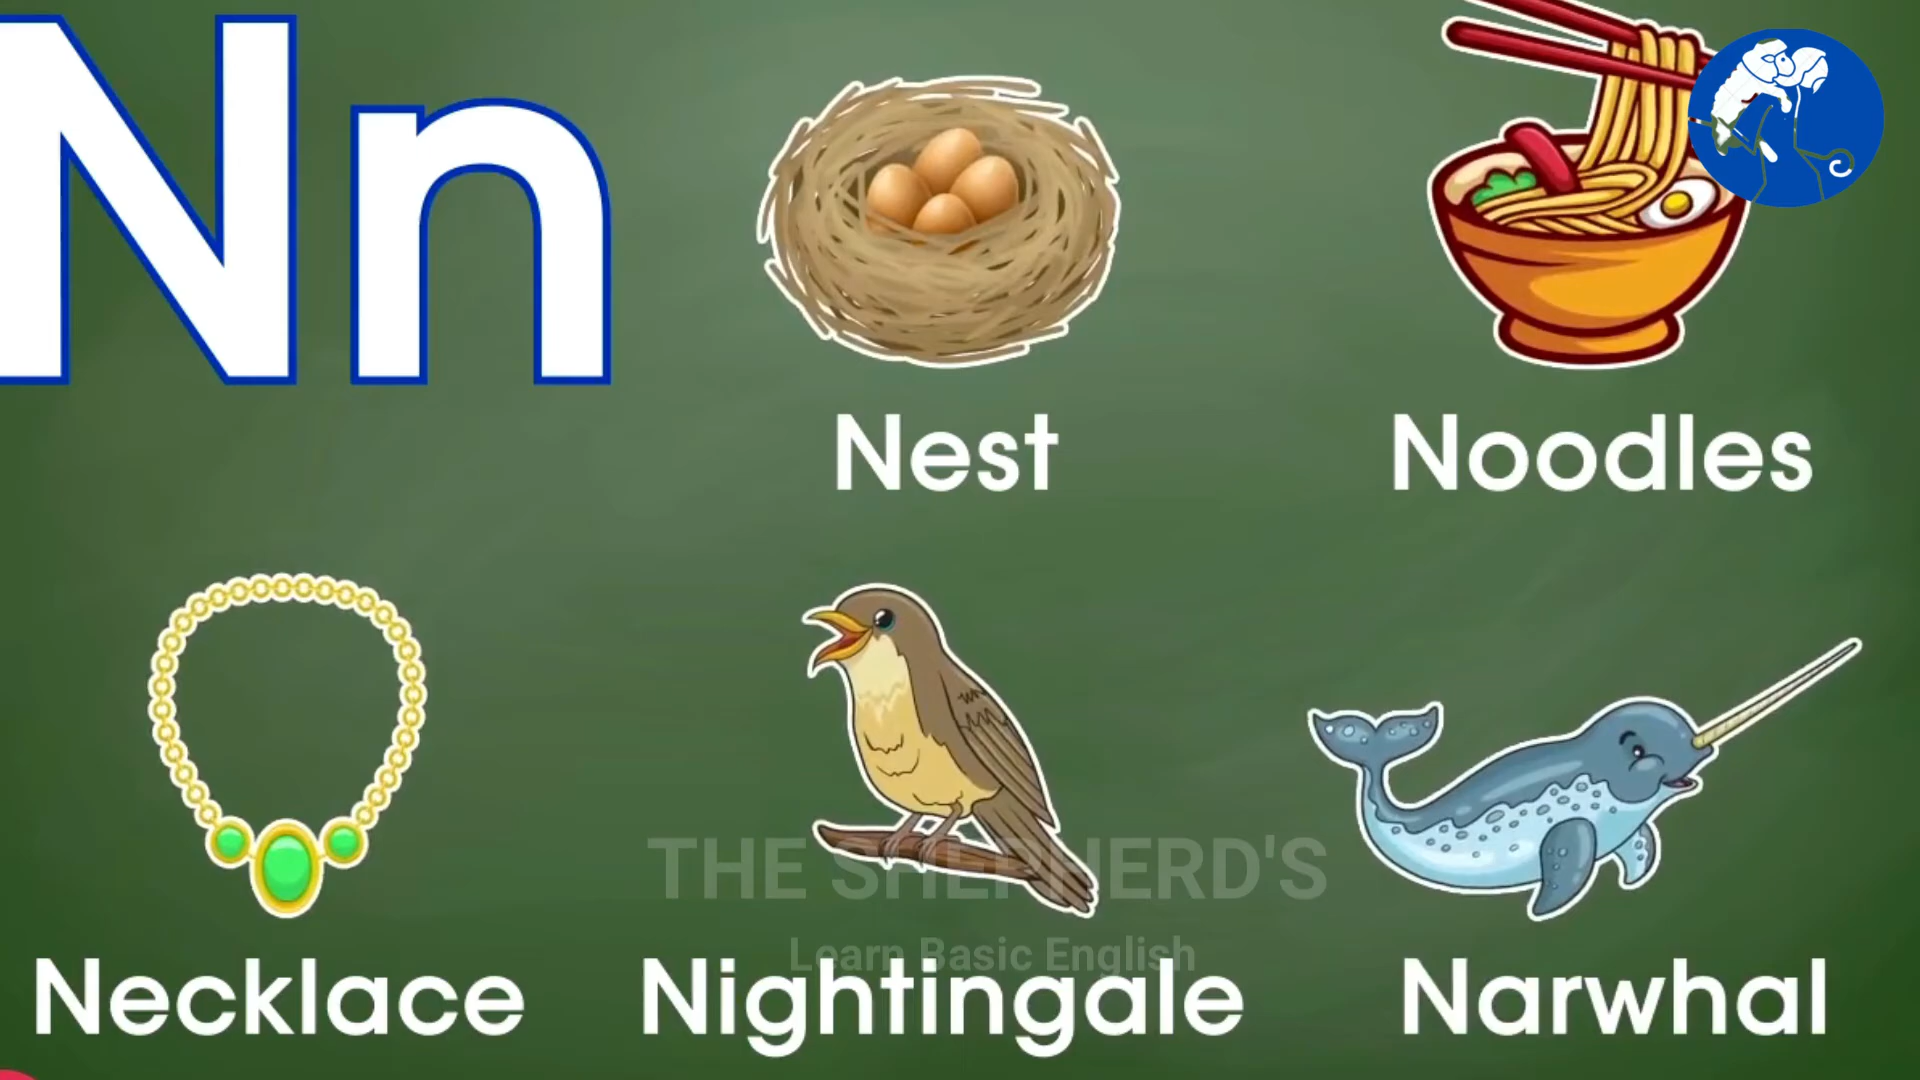 Nn
Nest
Noodles
Necklace
Nightingale
Narwhal
THE SHEPHERD'S
Learn Basic English